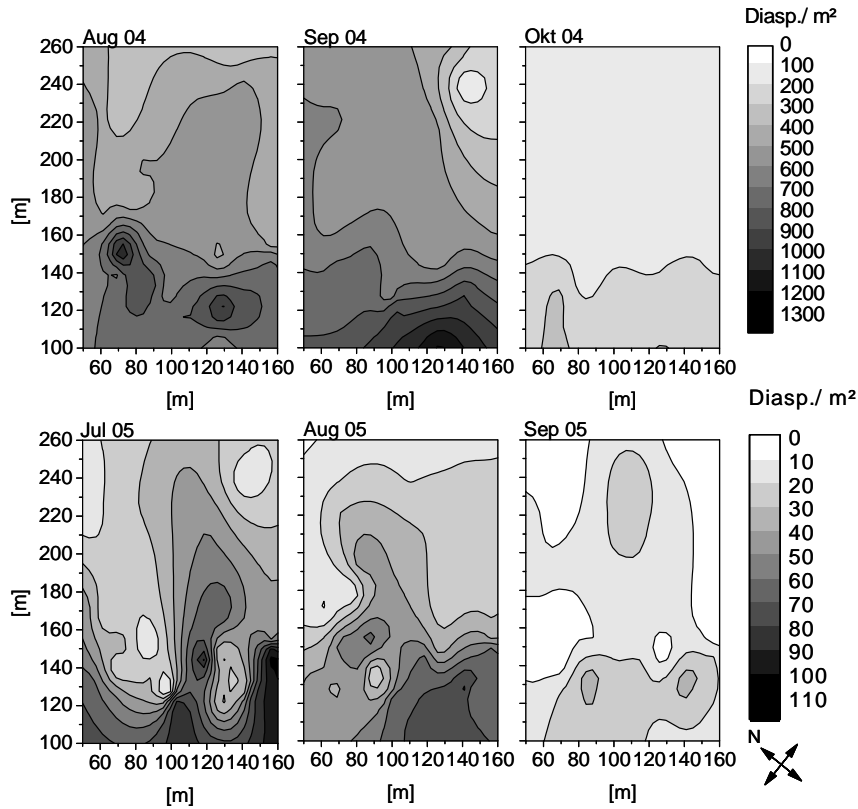 Diasp./ m²
Aug 04
Sep 04
Okt 04
260
240
220
200
180
160
140
120
100
[m]
60 80 100 120 140 160
60 80 100 120 140 160
60 80 100 120 140 160
[m]
[m]
[m]
0
100
200
300
400
500
600
700
800
900
1000
1100
1200
1300
Diasp./ m²
Jul 05
Aug 05
Sep 05
260
240
220
200
180
160
140
120
100
[m]
60 80 100 120 140 160
60 80 100 120 140 160
60 80 100 120 140 160
[m]
[m]
[m]
0
10
20
30
40
50
60
70
80
90
100
110
N